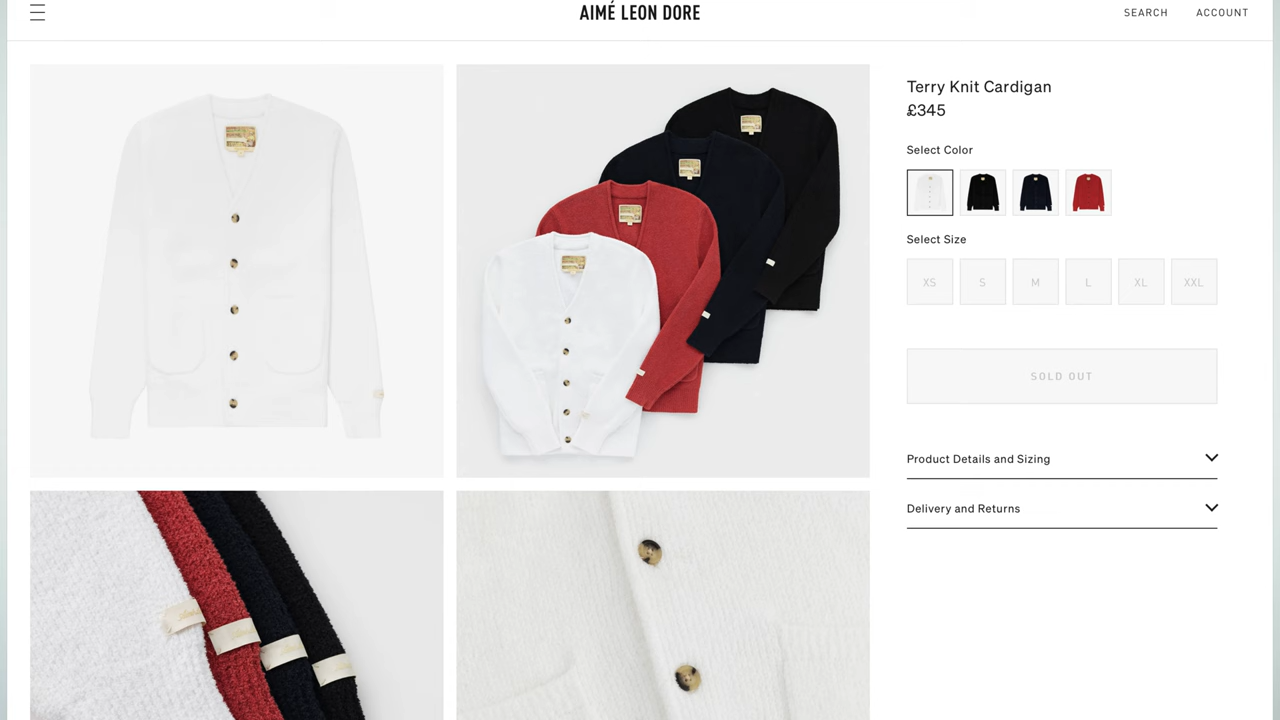 AIMÉ LEON DORE
SEARCH
ACCOUNT
Terry Knit Cardigan
£345
Select Color
Select Size
XS
S
M
L
XL
XXL
SOLD OUT
Product Details and Sizing
Delivery and Returns